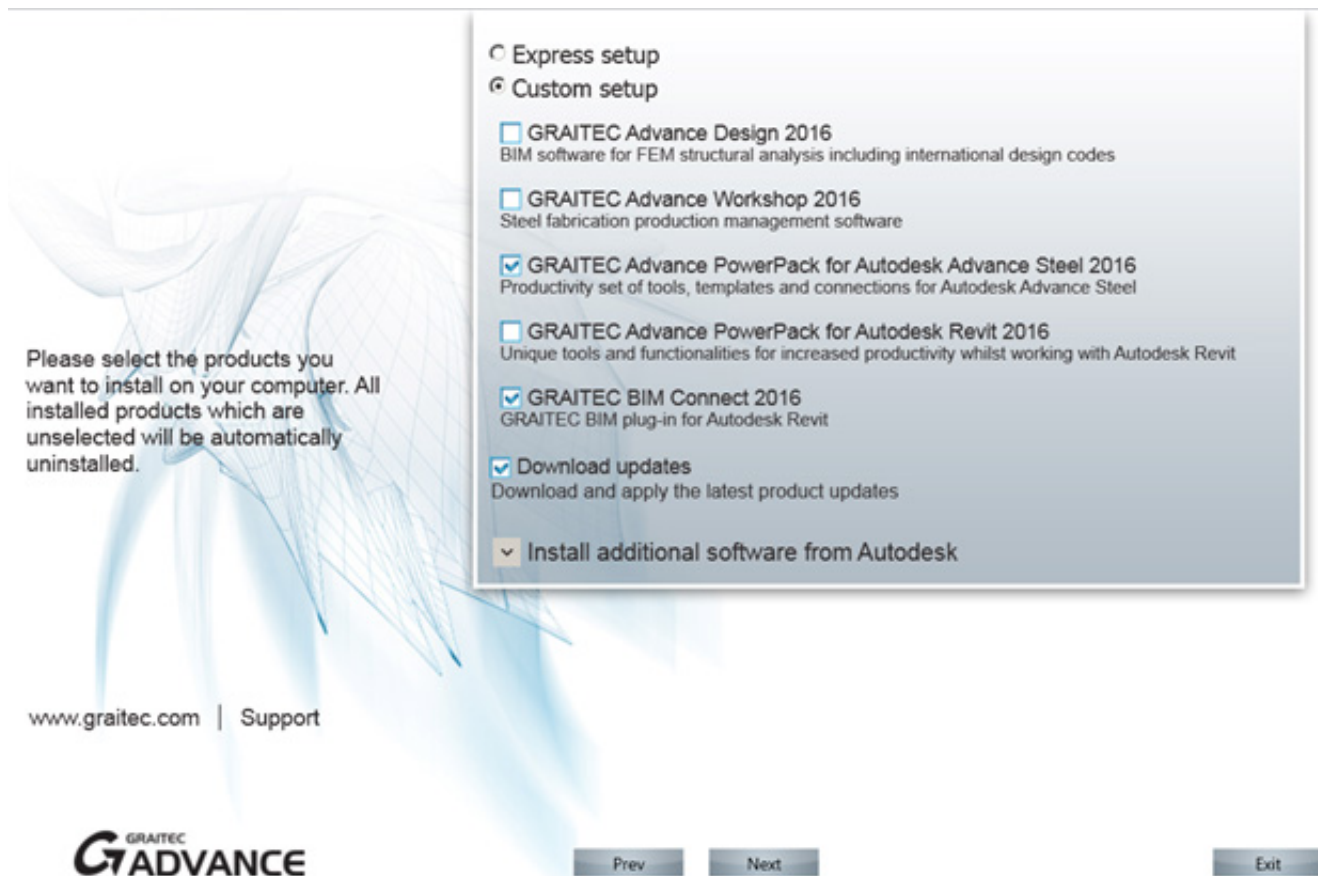 Express setup
Custom setup
GRAITEC Advance Design 2016
BIM software for FEM structural analysis including international design codes
GRAITEC Advance Workshop 2016
Steel fabrication production management software
GRAITEC Advance PowerPack for Autodesk Advance Steel 2016
Productivity set of tools, templates and connections for Autodesk Advance Steel
GRAITEC Advance PowerPack for Autodesk Revit 2016
Unique tools and functionalities for increased productivity whilst working with Autodesk Revit
GRAITEC BIM Connect 2016
GRAITEC BIM plug-in for Autodesk Revit
Download updates
Download and apply the latest product updates
Install additional software from Autodesk
Please select the products you
want to install on your computer. All
installed products which are
unselected will be automatically
uninstalled.
www.graitec.com | Support
GRAITEC
ADVANCE
Prev Next Exit